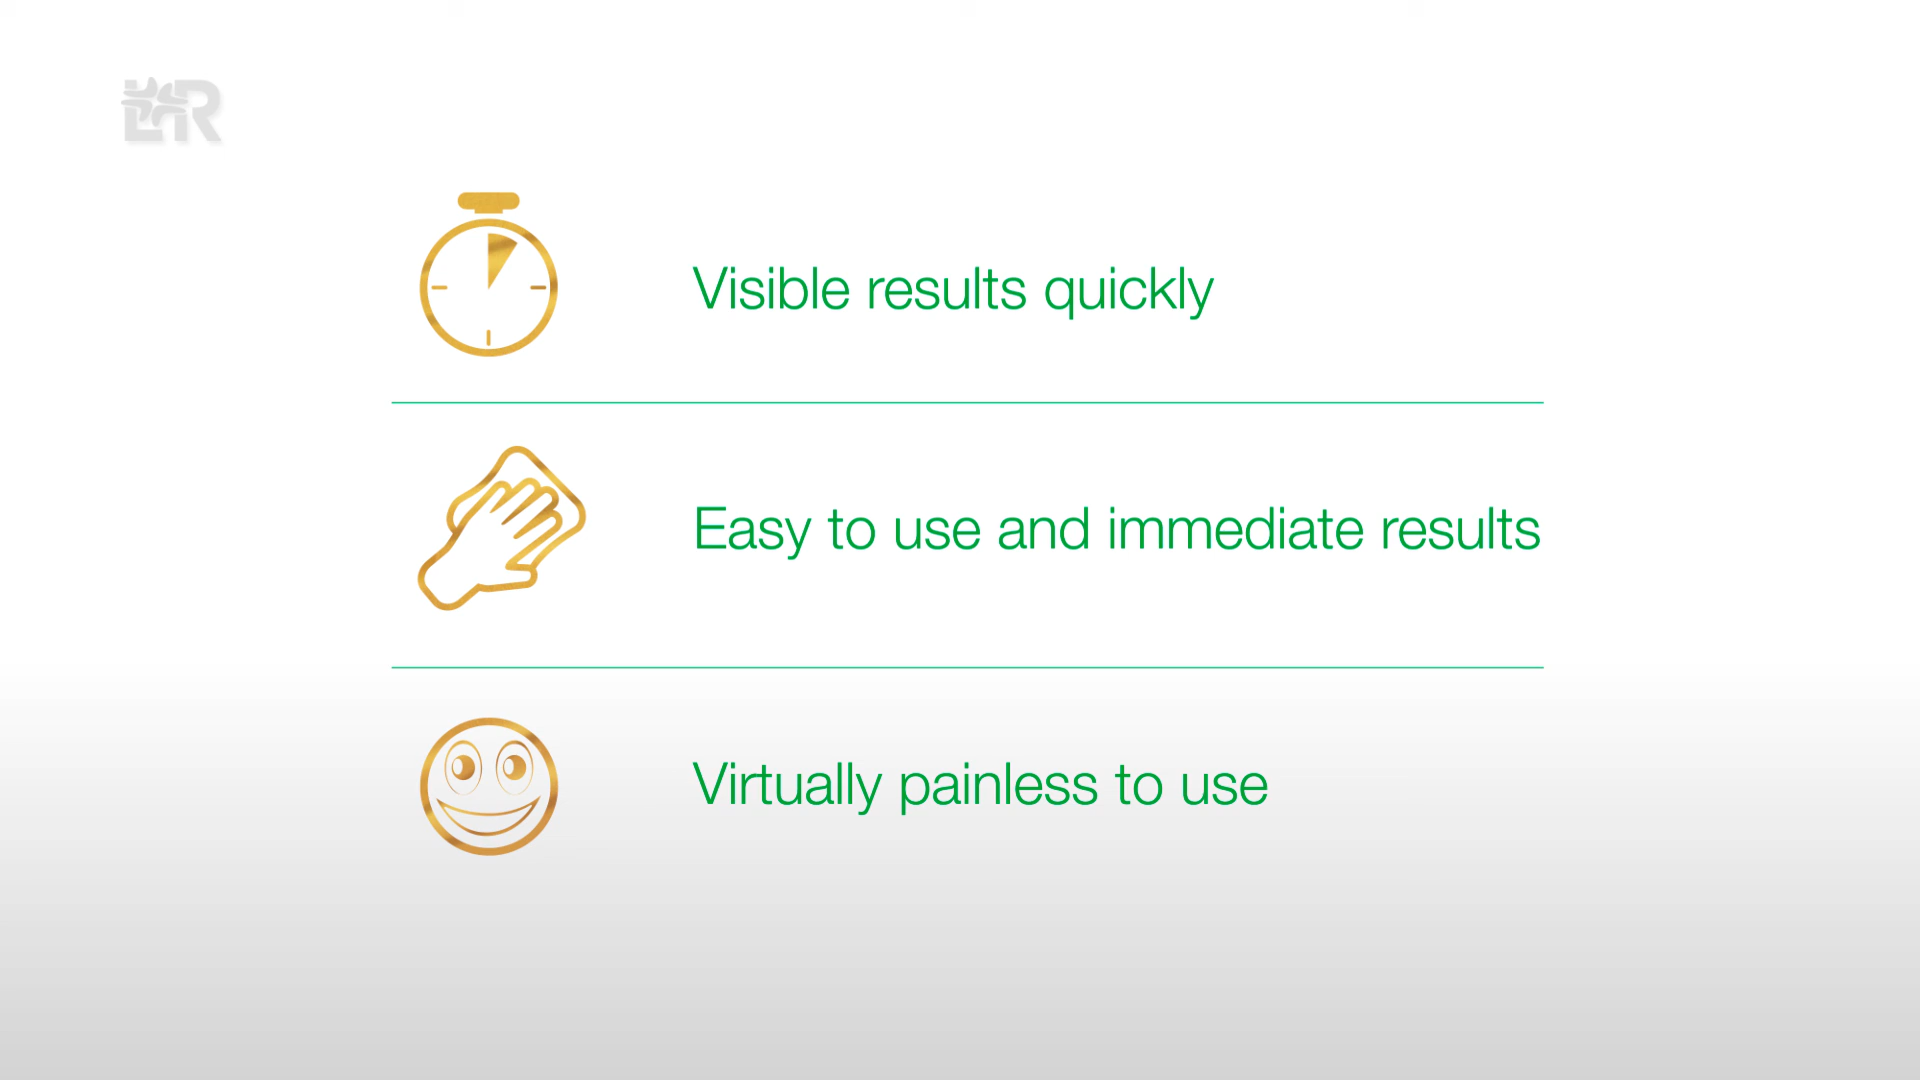 L&R
Visible results quickly
Easy to use and immediate results
Virtually painless to use